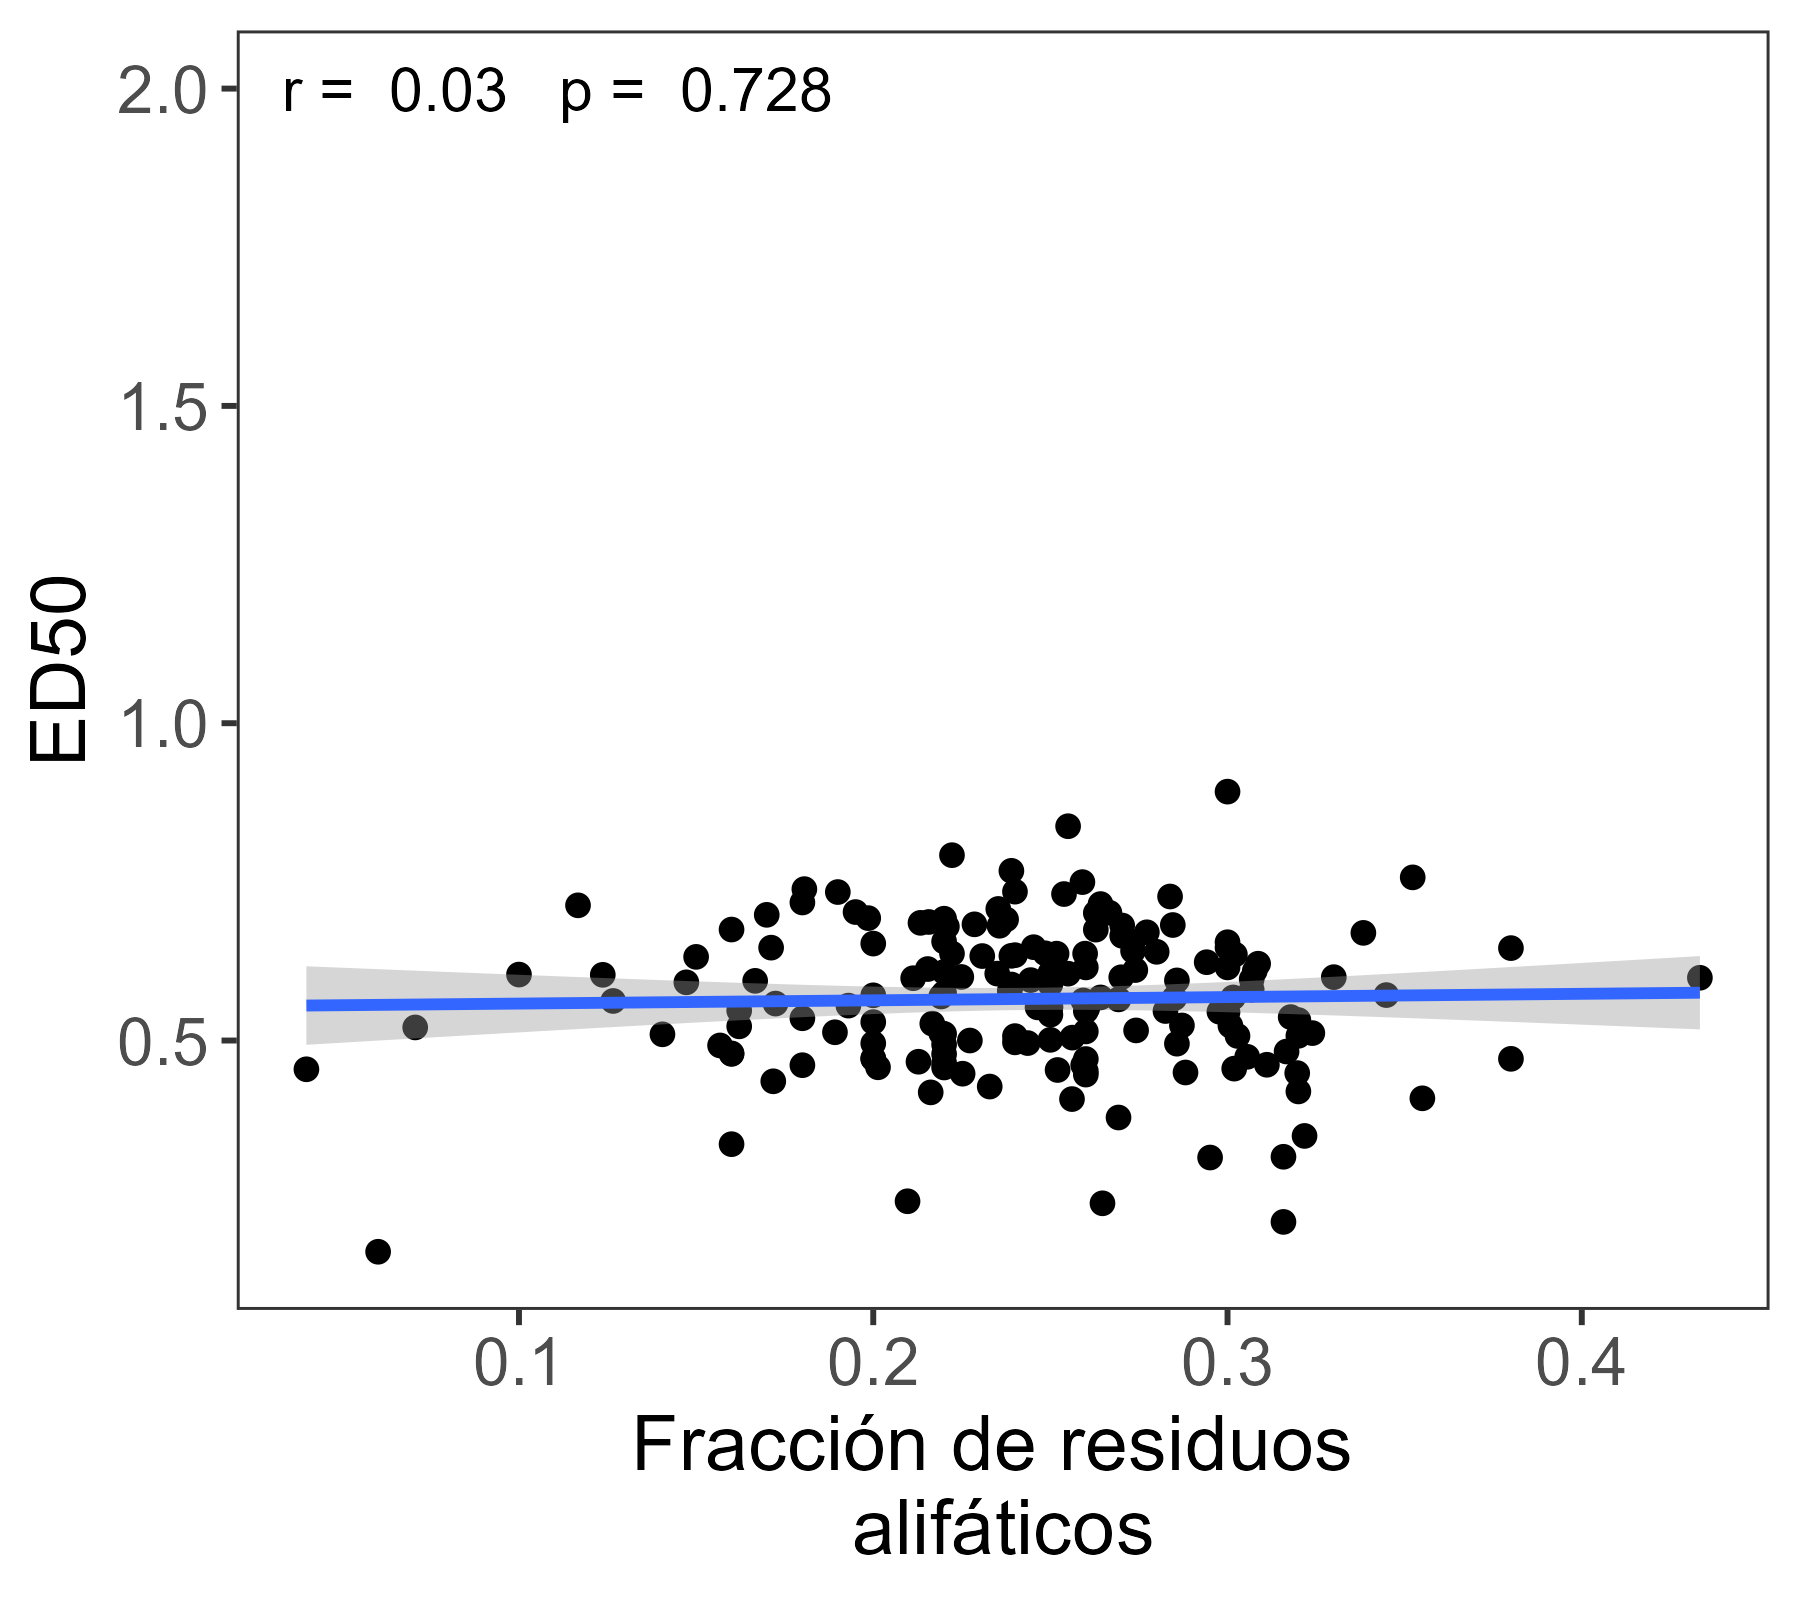 r = 0.03 p = 0.728
2.0
1.5
1.0
0.5
ED50
0.1 0.2 0.3 0.4
Fracción de residuos
alifáticos